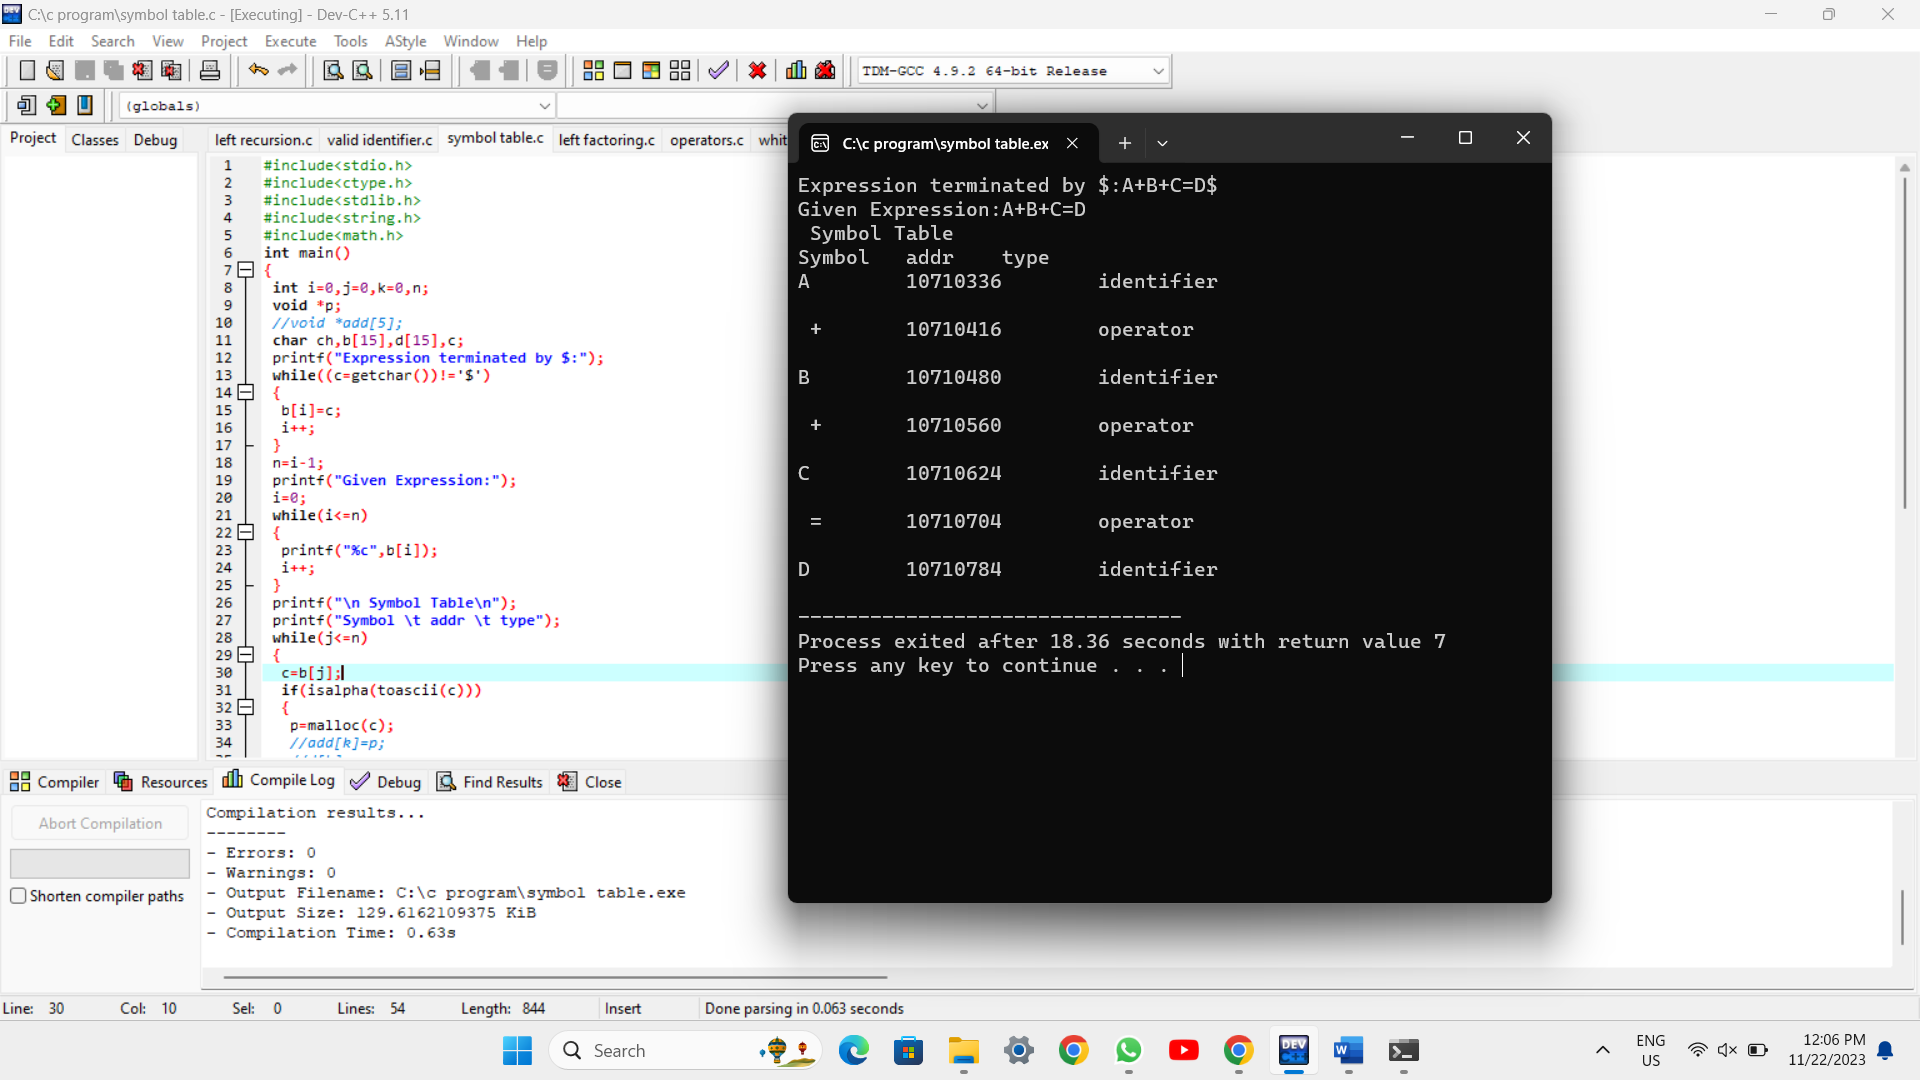 C:\c program\symbol table.c - [Executing] - Dev-C++ 5.11
File Edit Search View Project Execute Tools AStyle Window Help
TDM-GCC 4.9.2 64-bit Release
(globals)
Project Classes Debug
left recursion.c valid identifier.c symbol table.c left factoring.c operators.c whit
1 #include<stdio.h>
2 #include<ctype.h>
3 #include<stdlib.h>
4 #include<string.h>
5 #include<math.h>
6 int main()
7 {
8 int i=0,j=0,k=0,n;
9 void *p;
10 //void *add[5];
11 char ch,b[15],d[15],c;
12 printf("Expression terminated by $:");
13 while((c=getchar())!='$')
14 {
15 b[i]=c;
16 i++;
17 }
18 n=i-1;
19 printf("Given Expression:");
20 i=0;
21 while(i<=n)
22 {
23 printf("%c",b[i]);
24 i++;
25 }
26 printf("\n Symbol Table\n");
27 printf("Symbol \t addr \t type");
28 while(j<=n)
29 {
30 c=b[j];
31 if(isalpha(toascii(c)))
32 {
33 p=malloc(c);
34 //add[k]=p;
C:\c program\symbol table.ex
Expression terminated by $:A+B+C=D$
Given Expression:A+B+C=D
Symbol Table
Symbol addr type
A 10710336 identifier
+ 10710416 operator
B 10710480 identifier
+ 10710560 operator
C 10710624 identifier
= 10710704 operator
D 10710784 identifier
--------------------------------
Process exited after 18.36 seconds with return value 7
Press any key to continue . . .
Compiler Resources Compile Log Debug Find Results Close
Abort Compilation
Shorten compiler paths
Compilation results...
--------
- Errors: 0
- Warnings: 0
- Output Filename: C:\c program\symbol table.exe
- Output Size: 129.6162109375 KiB
- Compilation Time: 0.63s
Line: 30 Col: 10 Sel: 0 Lines: 54 Length: 844 Insert Done parsing in 0.063 seconds
Search
DEV
C++
W
ENG
US
12:06 PM
11/22/2023